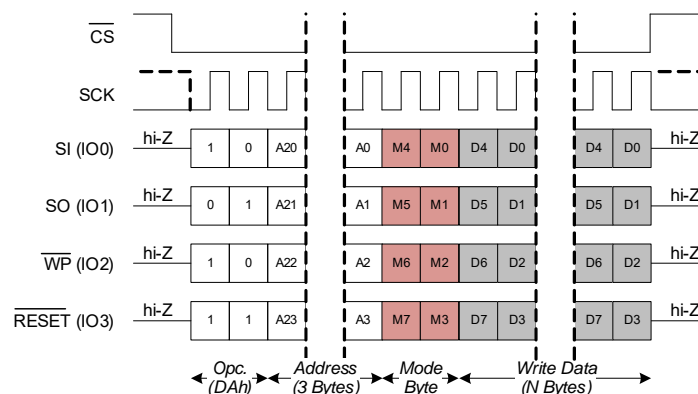 CS
SCK
hi-Z hi-Z
SI (IO0) 1 0 A20 A0 M4 M0 D4 D0 D4 D0
hi-Z hi-Z
SO (IO1) 0 1 A21 A1 M5 M1 D5 D1 D5 D1
hi-Z hi-Z
WP (IO2) 1 0 A22 A2 M6 M2 D6 D2 D6 D2
hi-Z hi-Z
RESET (IO3) 1 1 A23 A3 M7 M3 D7 D3 D7 D3
Opc. Address Mode Write Data
(DAh) (3 Bytes) Byte (N Bytes)